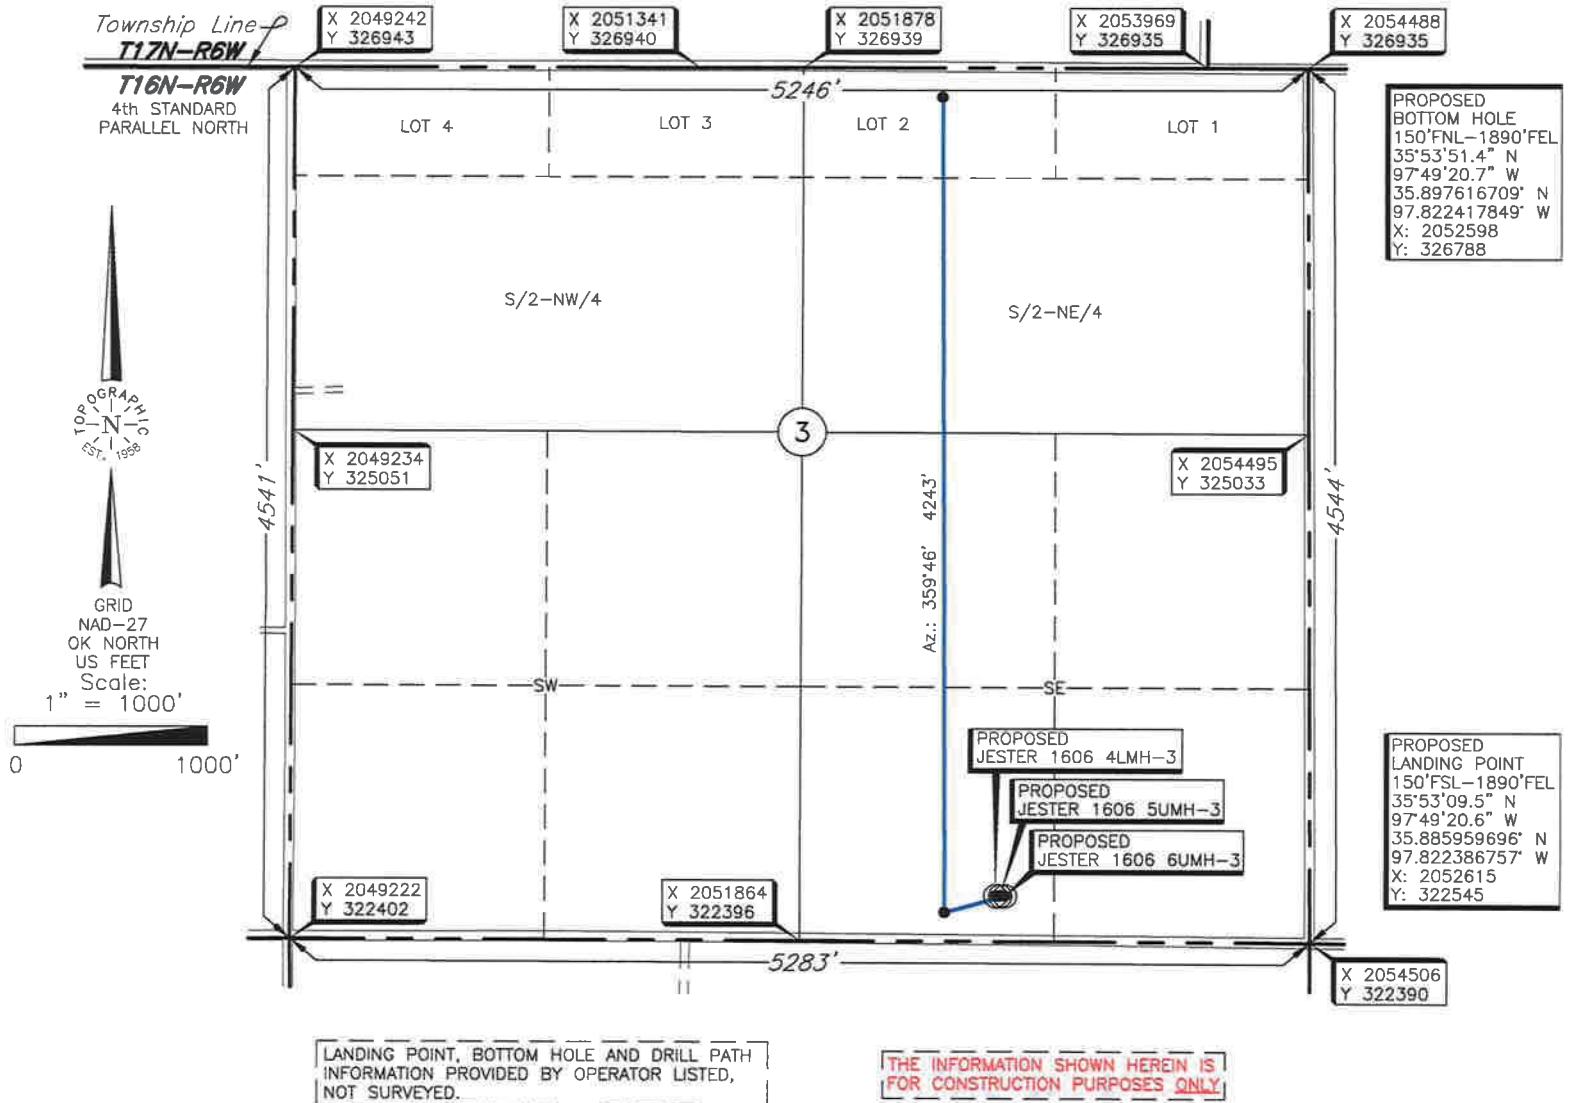 Township Line
T17N-R6W
T16N-R6W
4th STANDARD
PARALLEL NORTH
X 2049242
Y 326943
X 2051341
Y 326940
X 2051878
Y 326939
X 2053969
Y 326935
X 2054488
Y 326935
5246'
LOT 4
LOT 3
LOT 2
LOT 1
PROPOSED
BOTTOM HOLE
150'FNL-1890'FEL
35°53'51.4" N
97°49'20.7" W
35.897616709° N
97.822417849° W
X: 2052598
Y: 326788
S/2-NW/4
S/2-NE/4
TOPOGRAPHIC
N
EST. 1958
3
X 2049234
Y 325051
X 2054495
Y 325033
4541'
4544'
Az.: 359°46' 4243'
GRID
NAD-27
OK NORTH
US FEET
Scale:
1" = 1000'
0 1000'
SW
SE
PROPOSED
JESTER 1606 4LMH-3
PROPOSED
JESTER 1606 5UMH-3
PROPOSED
JESTER 1606 6UMH-3
PROPOSED
LANDING POINT
150'FSL-1890'FEL
35°53'09.5" N
97°49'20.6" W
35.885959696° N
97.822386757° W
X: 2052615
Y: 322545
X 2049222
Y 322402
X 2051864
Y 322396
5283'
X 2054506
Y 322390
LANDING POINT, BOTTOM HOLE AND DRILL PATH
INFORMATION PROVIDED BY OPERATOR LISTED,
NOT SURVEYED.
THE INFORMATION SHOWN HEREIN IS
FOR CONSTRUCTION PURPOSES ONLY